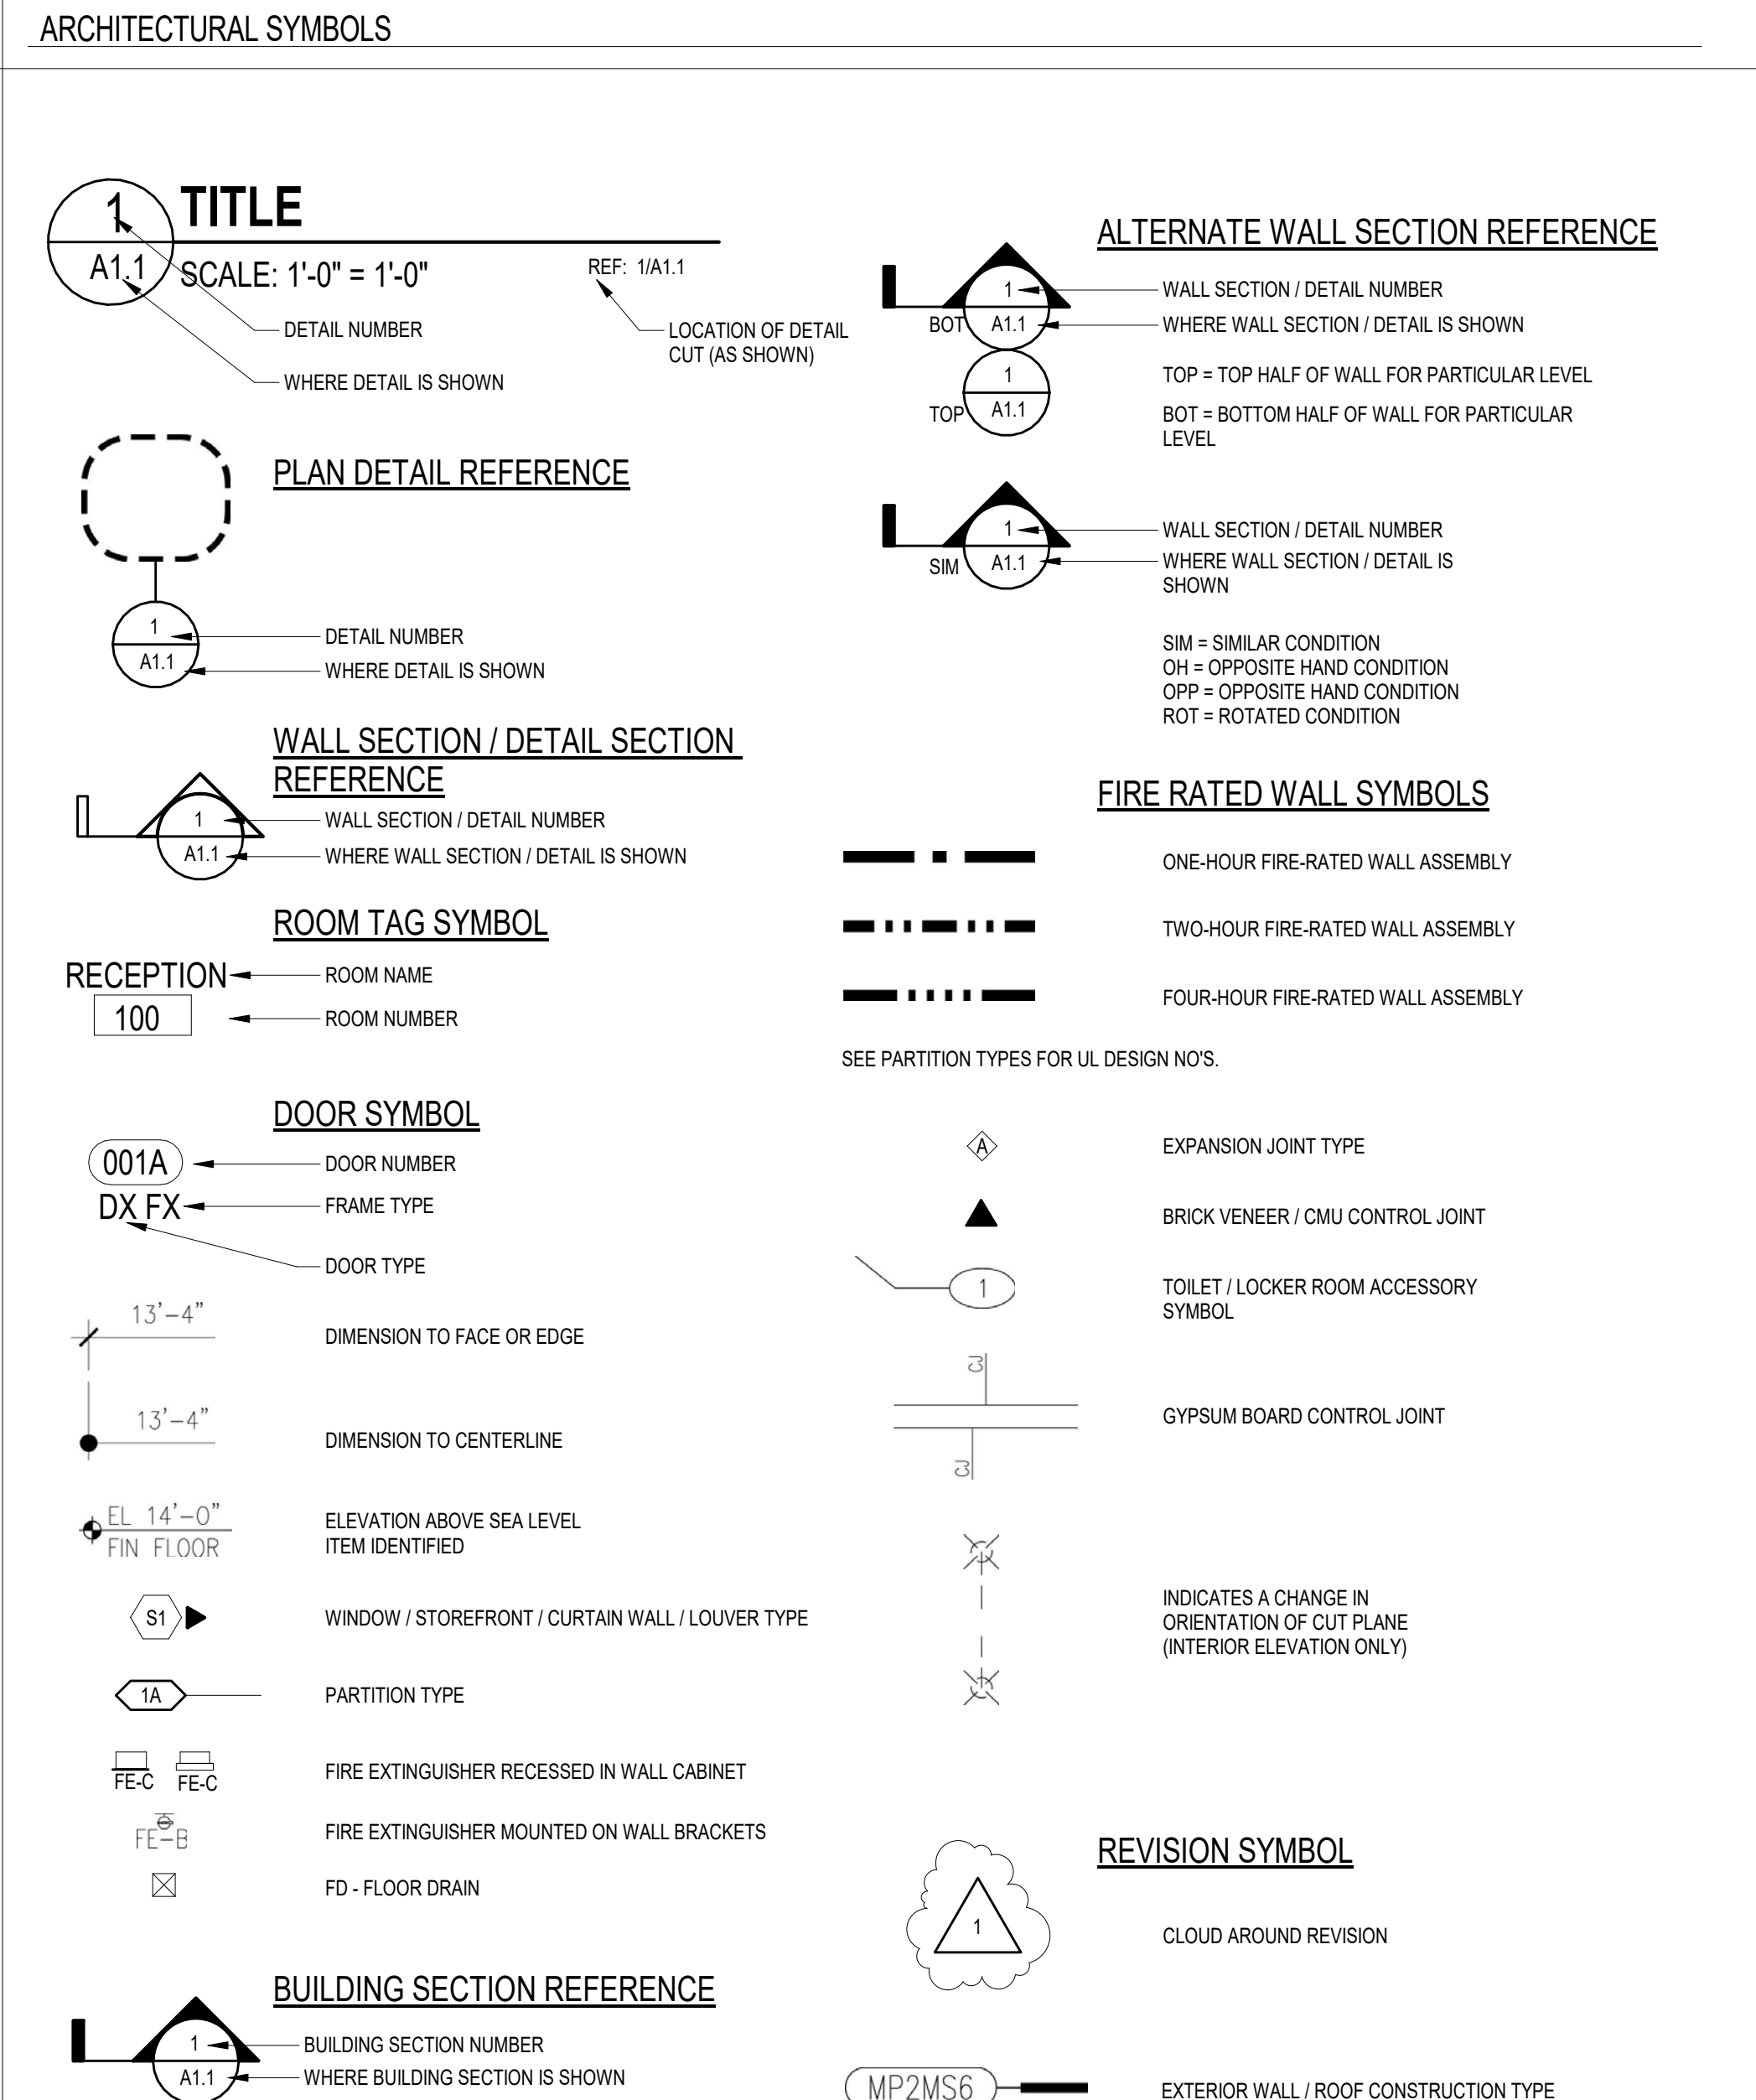 ARCHITECTURAL SYMBOLS
1
TITLE
A1.1
SCALE: 1'-0" = 1'-0"
REF: 1/A1.1
DETAIL NUMBER
WHERE DETAIL IS SHOWN
LOCATION OF DETAIL
CUT (AS SHOWN)
PLAN DETAIL REFERENCE
1
A1.1
DETAIL NUMBER
WHERE DETAIL IS SHOWN
WALL SECTION / DETAIL SECTION
REFERENCE
1
A1.1
WALL SECTION / DETAIL NUMBER
WHERE WALL SECTION / DETAIL IS SHOWN
ROOM TAG SYMBOL
RECEPTION
ROOM NAME
100
ROOM NUMBER
DOOR SYMBOL
001A
DOOR NUMBER
DX FX
FRAME TYPE
DOOR TYPE
13'-4"
DIMENSION TO FACE OR EDGE
13'-4"
DIMENSION TO CENTERLINE
EL 14'-0"
FIN FLOOR
ELEVATION ABOVE SEA LEVEL
ITEM IDENTIFIED
S1
WINDOW / STOREFRONT / CURTAIN WALL / LOUVER TYPE
1A
PARTITION TYPE
FE-C FE-C
FIRE EXTINGUISHER RECESSED IN WALL CABINET
FE-B
FIRE EXTINGUISHER MOUNTED ON WALL BRACKETS
FD - FLOOR DRAIN
BUILDING SECTION REFERENCE
1
A1.1
BUILDING SECTION NUMBER
WHERE BUILDING SECTION IS SHOWN
ALTERNATE WALL SECTION REFERENCE
1
WALL SECTION / DETAIL NUMBER
BOT
A1.1
WHERE WALL SECTION / DETAIL IS SHOWN
1
TOP
A1.1
TOP = TOP HALF OF WALL FOR PARTICULAR LEVEL
BOT = BOTTOM HALF OF WALL FOR PARTICULAR
LEVEL
1
WALL SECTION / DETAIL NUMBER
SIM
A1.1
WHERE WALL SECTION / DETAIL IS
SHOWN
SIM = SIMILAR CONDITION
OH = OPPOSITE HAND CONDITION
OPP = OPPOSITE HAND CONDITION
ROT = ROTATED CONDITION
FIRE RATED WALL SYMBOLS
ONE-HOUR FIRE-RATED WALL ASSEMBLY
TWO-HOUR FIRE-RATED WALL ASSEMBLY
FOUR-HOUR FIRE-RATED WALL ASSEMBLY
SEE PARTITION TYPES FOR UL DESIGN NO'S.
A
EXPANSION JOINT TYPE
BRICK VENEER / CMU CONTROL JOINT
1
TOILET / LOCKER ROOM ACCESSORY
SYMBOL
CJ
GYPSUM BOARD CONTROL JOINT
CJ
INDICATES A CHANGE IN
ORIENTATION OF CUT PLANE
(INTERIOR ELEVATION ONLY)
REVISION SYMBOL
1
CLOUD AROUND REVISION
MP2MS6
EXTERIOR WALL / ROOF CONSTRUCTION TYPE